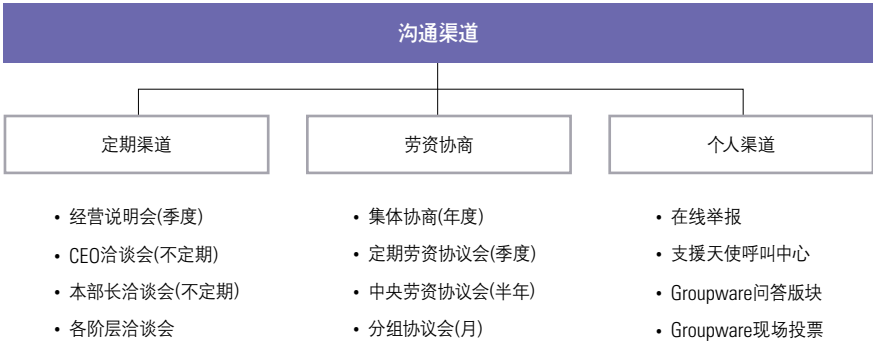 沟通渠道
定期渠道
• 经营说明会(季度)
• CEO洽谈会(不定期)
• 本部长洽谈会(不定期)
• 各阶层洽谈会
劳资协商
• 集体协商(年度)
• 定期劳资协议会(季度)
• 中央劳资协议会(半年)
• 分组协议会(月)
个人渠道
• 在线举报
• 支援天使呼叫中心
• Groupware问答版块
• Groupware现场投票